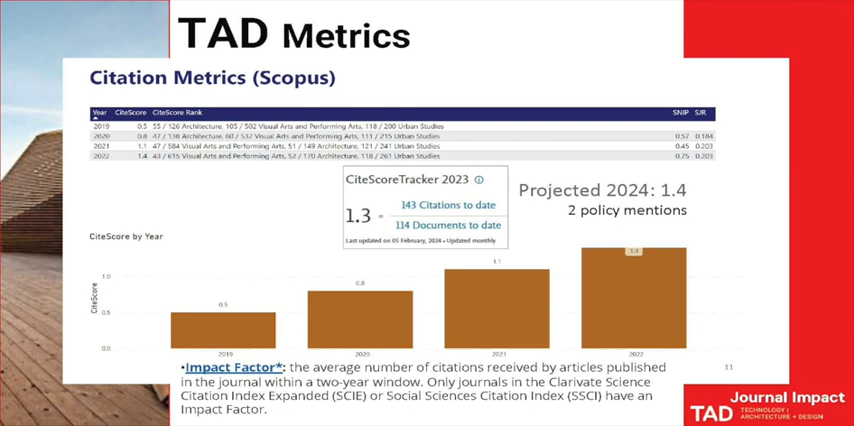 TAD Metrics
Citation Metrics (Scopus)
Year CiteScore CiteScore Rank SNIP SJR
2019 0.5 55 / 126 Architecture, 105 / 502 Visual Arts and Performing Arts, 118 / 200 Urban Studies
2020 0.8 47 / 138 Architecture, 60 / 532 Visual Arts and Performing Arts, 111 / 215 Urban Studies 0.57 0.184
2021 1.1 47 / 584 Visual Arts and Performing Arts, 51 / 149 Architecture, 121 / 241 Urban Studies 0.45 0.203
2022 1.4 43 / 615 Visual Arts and Performing Arts, 52 / 170 Architecture, 118 / 261 Urban Studies 0.75 0.203
CiteScoreTracker 2023
1.3 =
143 Citations to date
114 Documents to date
Last updated on 05 February, 2024 • Updated monthly
Projected 2024: 1.4
2 policy mentions
CiteScore by Year
CiteScore
1.0
0.5
0.0
0.5
0.8
1.1
1.4
2019 2020 2021 2022
•Impact Factor*: the average number of citations received by articles published
in the journal within a two-year window. Only journals in the Clarivate Science
Citation Index Expanded (SCIE) or Social Sciences Citation Index (SSCI) have an
Impact Factor.
11
Journal Impact
TAD TECHNOLOGY |
ARCHITECTURE + DESIGN